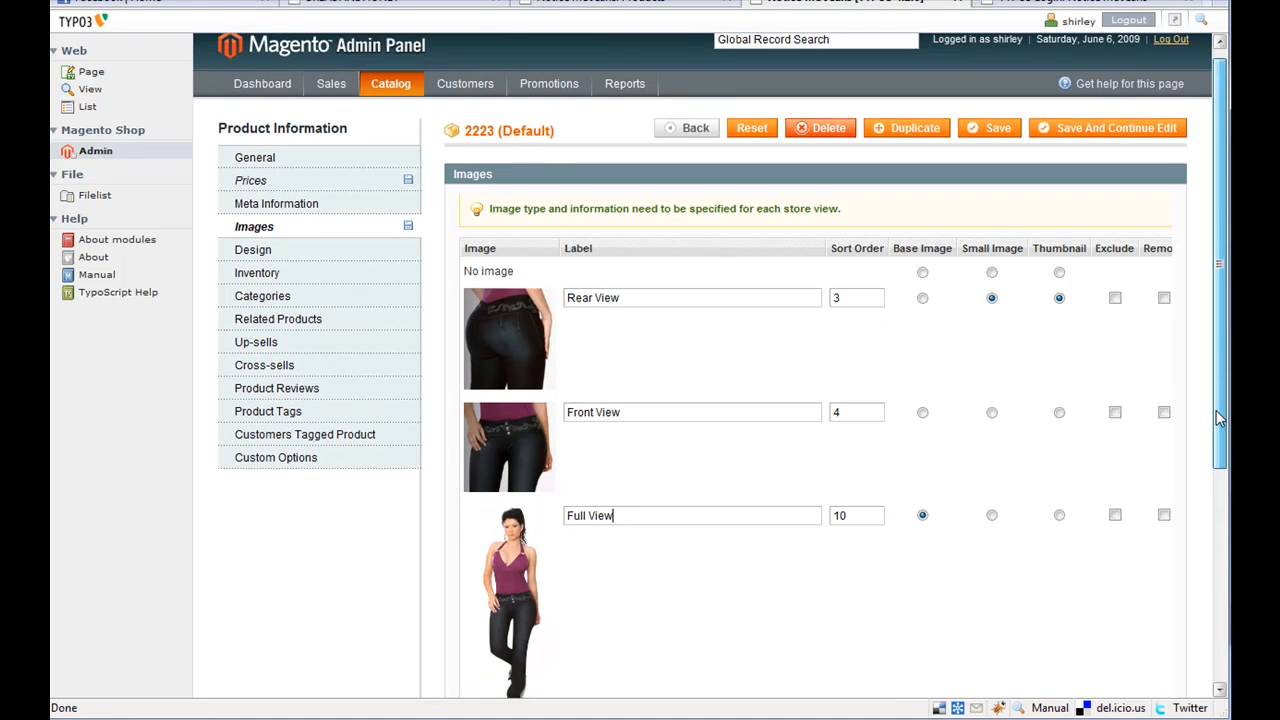 TYPO3
shirley
Logout
Web
Page
View
List
Magento Shop
Admin
File
Filelist
Help
About modules
About
Manual
TypoScript Help
Magento™ Admin Panel
Global Record Search
Logged in as shirley
Saturday, June 6, 2009
Log Out
Dashboard
Sales
Catalog
Customers
Promotions
Reports
Get help for this page
Product Information
General
Prices
Meta Information
Images
Design
Inventory
Categories
Related Products
Up-sells
Cross-sells
Product Reviews
Product Tags
Customers Tagged Product
Custom Options
2223 (Default)
Back
Reset
Delete
Duplicate
Save
Save And Continue Edit
Images
Image type and information need to be specified for each store view.
Image Label Sort Order Base Image Small Image Thumbnail Exclude Remo
No image
Rear View 3
Front View 4
Full View 10
Done
Manual
del.icio.us
Twitter